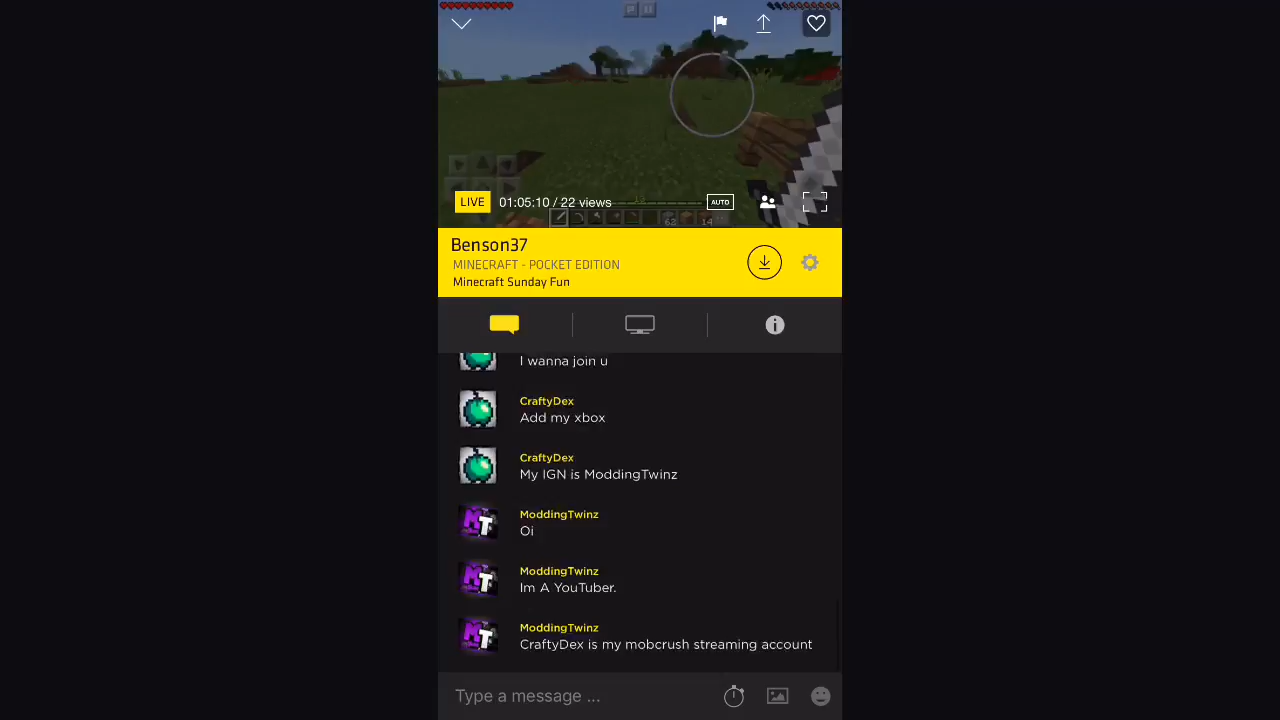 LIVE 01:05:10 / 22 views AUTO
62 14
Benson37
MINECRAFT - POCKET EDITION
Minecraft Sunday Fun
I wanna join u
CraftyDex
Add my xbox
CraftyDex
My IGN is ModdingTwinz
ModdingTwinz
Oi
ModdingTwinz
Im A YouTuber.
ModdingTwinz
CraftyDex is my mobcrush streaming account
Type a message ...